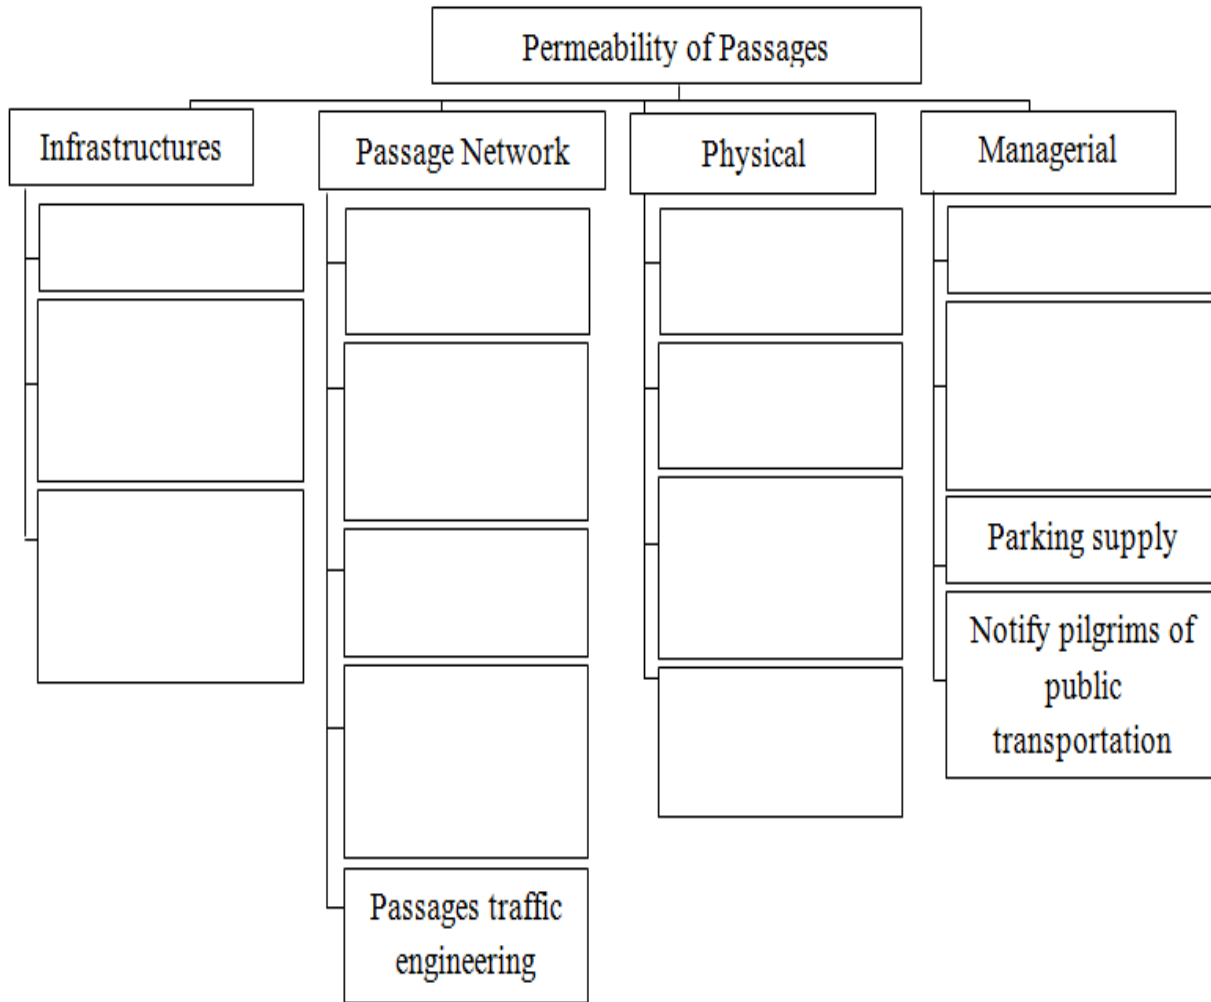 Permeability of Passages
Infrastructures
Passage Network
Physical
Managerial
Parking supply
Notify pilgrims of
public
transportation
Passages traffic
engineering